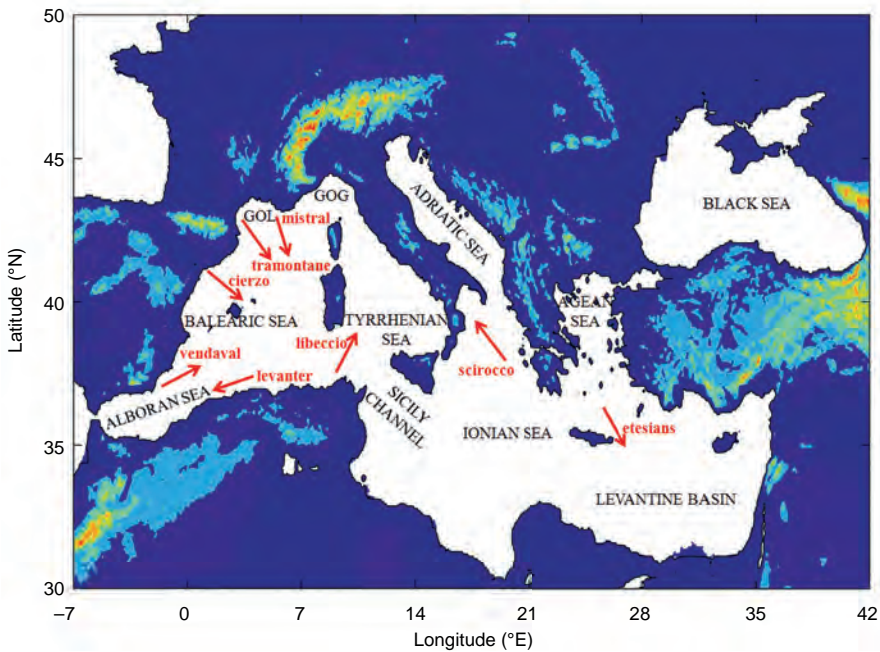 50
45
40
35
30
Latitude (°N)
–7
0
7
14
21
28
35
42
Longitude (°E)
GOG
GOL
mistral
tramontane
cierzo
BALEARIC SEA
vendaval
levanter
ALBORAN SEA
libeccio
TYRRHENIAN
SEA
SICILY
CHANNEL
ADRIATIC SEA
scirocco
IONIAN SEA
AGEAN
SEA
etesians
LEVANTINE BASIN
BLACK SEA